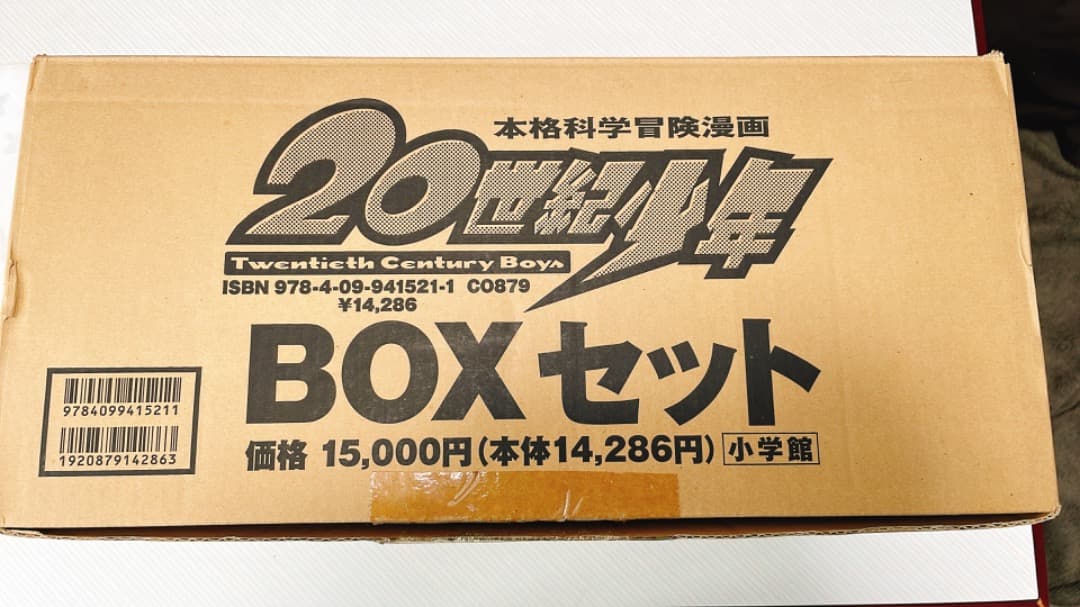 本格科学冒険漫画
20世紀少年
Twentieth Century Boys
ISBN 978-4-09-941521-1 C0879
¥14,286
BOXセット
価格 15,000円(本体14,286円) 小学館
9784099415211
1920879142863